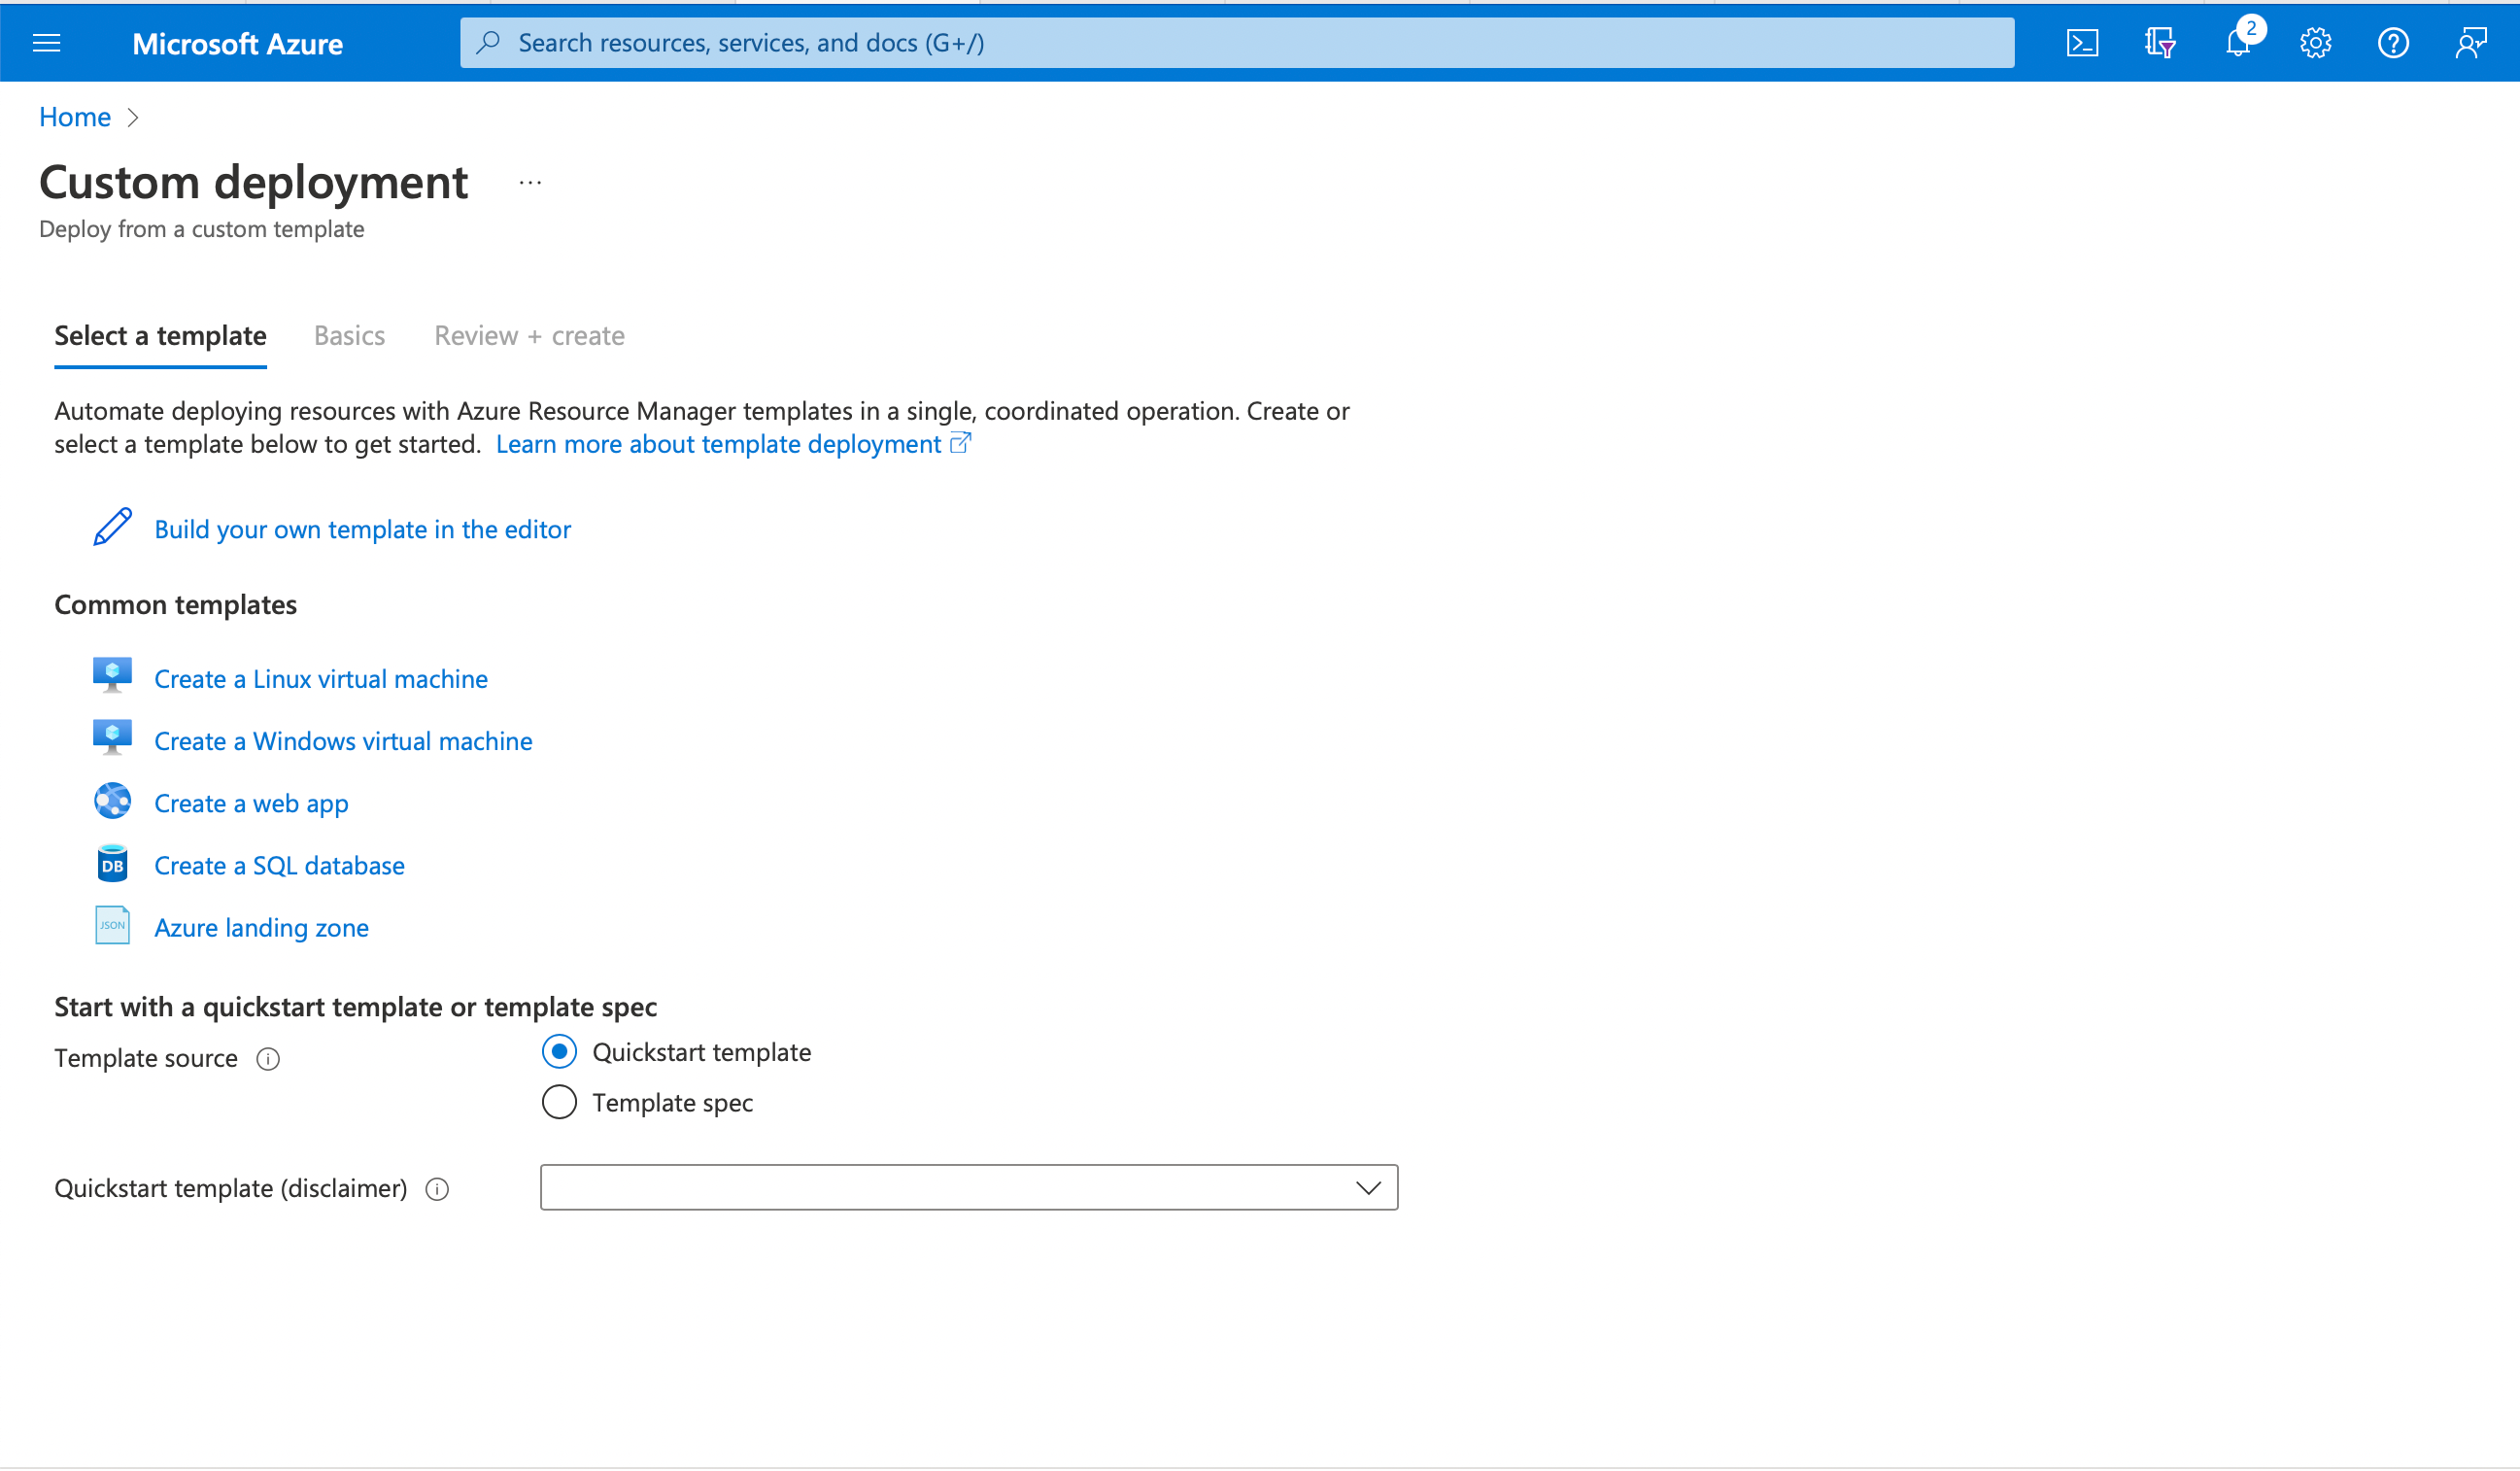 Microsoft Azure
Search resources, services, and docs (G+/)
2
Home
Custom deployment
...
Deploy from a custom template
Select a template Basics Review + create
Automate deploying resources with Azure Resource Manager templates in a single, coordinated operation. Create or
select a template below to get started. Learn more about template deployment
Build your own template in the editor
Common templates
Create a Linux virtual machine
Create a Windows virtual machine
Create a web app
DB Create a SQL database
JSON Azure landing zone
Start with a quickstart template or template spec
Template source Quickstart template
Template spec
Quickstart template (disclaimer)